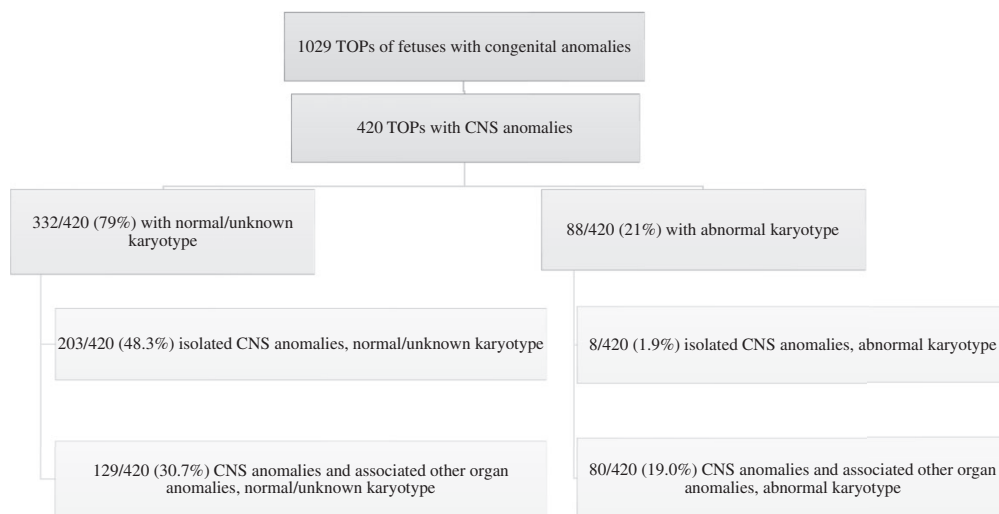 1029 TOPs of fetuses with congenital anomalies
420 TOPs with CNS anomalies
332/420 (79%) with normal/unknown
karyotype
88/420 (21%) with abnormal karyotype
203/420 (48.3%) isolated CNS anomalies, normal/unknown karyotype
8/420 (1.9%) isolated CNS anomalies, abnormal karyotype
129/420 (30.7%) CNS anomalies and associated other organ
anomalies, normal/unknown karyotype
80/420 (19.0%) CNS anomalies and associated other organ
anomalies, abnormal karyotype